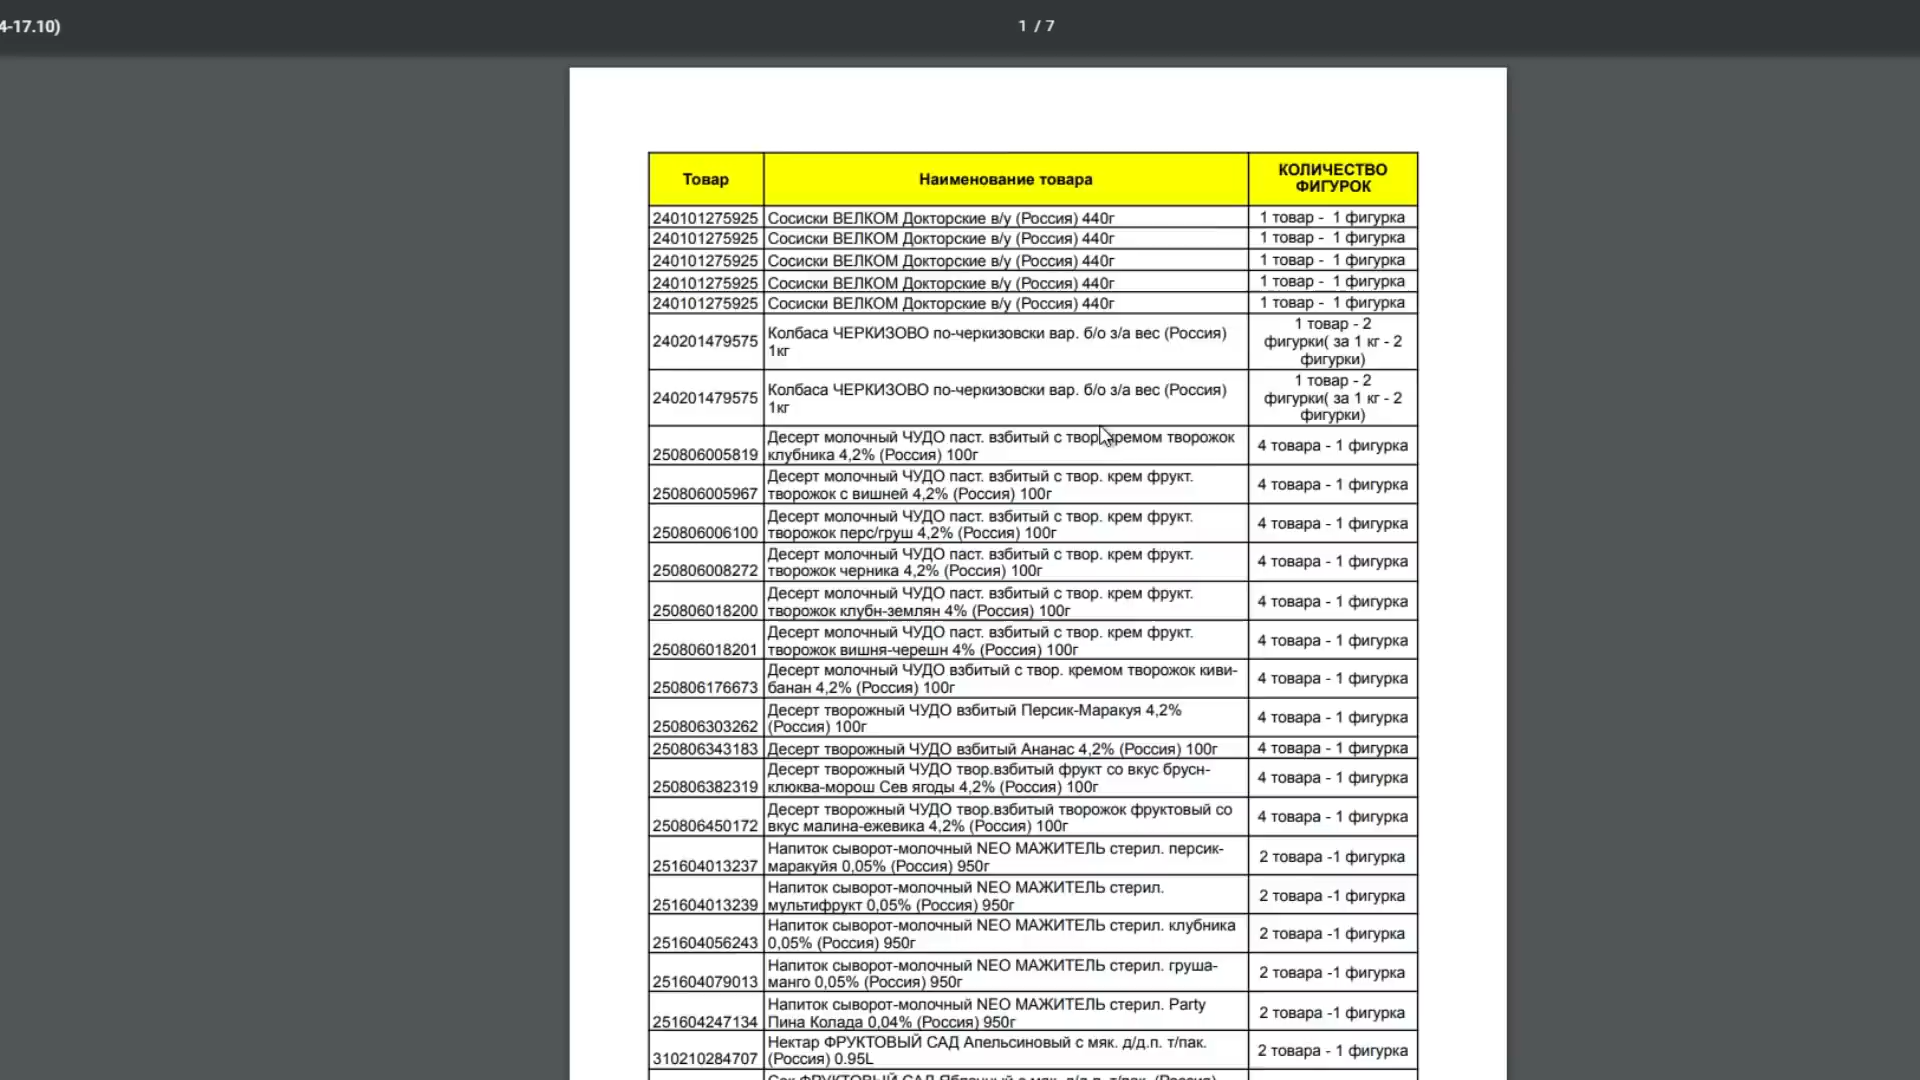 4-17.10)
1 / 7
Товар Наименование товара КОЛИЧЕСТВО
ФИГУРОК
240101275925 Сосиски ВЕЛКОМ Докторские в/у (Россия) 440г 1 товар - 1 фигурка
240101275925 Сосиски ВЕЛКОМ Докторские в/у (Россия) 440г 1 товар - 1 фигурка
240101275925 Сосиски ВЕЛКОМ Докторские в/у (Россия) 440г 1 товар - 1 фигурка
240101275925 Сосиски ВЕЛКОМ Докторские в/у (Россия) 440г 1 товар - 1 фигурка
240101275925 Сосиски ВЕЛКОМ Докторские в/у (Россия) 440г 1 товар - 1 фигурка
240201479575 Колбаса ЧЕРКИЗОВО по-черкизовски вар. б/о з/а вес (Россия)
1кг
1 товар - 2
фигурки( за 1 кг - 2
фигурки)
240201479575 Колбаса ЧЕРКИЗОВО по-черкизовски вар. б/о з/а вес (Россия)
1кг
1 товар - 2
фигурки( за 1 кг - 2
фигурки)
250806005819 Десерт молочный ЧУДО паст. взбитый с твор. кремом творожок
клубника 4,2% (Россия) 100г 4 товара - 1 фигурка
250806005967 Десерт молочный ЧУДО паст. взбитый с твор. крем фрукт.
творожок с вишней 4,2% (Россия) 100г 4 товара - 1 фигурка
250806006100 Десерт молочный ЧУДО паст. взбитый с твор. крем фрукт.
творожок перс/груш 4,2% (Россия) 100г 4 товара - 1 фигурка
250806008272 Десерт молочный ЧУДО паст. взбитый с твор. крем фрукт.
творожок черника 4,2% (Россия) 100г 4 товара - 1 фигурка
250806018200 Десерт молочный ЧУДО паст. взбитый с твор. крем фрукт.
творожок клубн-землян 4% (Россия) 100г 4 товара - 1 фигурка
250806018201 Десерт молочный ЧУДО паст. взбитый с твор. крем фрукт.
творожок вишня-черешн 4% (Россия) 100г 4 товара - 1 фигурка
250806176673 Десерт молочный ЧУДО взбитый с твор. кремом творожок киви-
банан 4,2% (Россия) 100г 4 товара - 1 фигурка
250806303262 Десерт творожный ЧУДО взбитый Персик-Маракуя 4,2%
(Россия) 100г 4 товара - 1 фигурка
250806343183 Десерт творожный ЧУДО взбитый Ананас 4,2% (Россия) 100г 4 товара - 1 фигурка
250806382319 Десерт творожный ЧУДО твор.взбитый фрукт со вкус брусн-
клюква-морош Сев ягоды 4,2% (Россия) 100г 4 товара - 1 фигурка
250806450172 Десерт творожный ЧУДО твор.взбитый творожок фруктовый со
вкус малина-ежевика 4,2% (Россия) 100г 4 товара - 1 фигурка
251604013237 Напиток сыворот-молочный NEO МАЖИТЕЛЬ стерил. персик-
маракуйя 0,05% (Россия) 950г 2 товара -1 фигурка
251604013239 Напиток сыворот-молочный NEO МАЖИТЕЛЬ стерил.
мультифрукт 0,05% (Россия) 950г 2 товара -1 фигурка
251604056243 Напиток сыворот-молочный NEO МАЖИТЕЛЬ стерил. клубника
0,05% (Россия) 950г 2 товара -1 фигурка
251604079013 Напиток сыворот-молочный NEO МАЖИТЕЛЬ стерил. груша-
манго 0,05% (Россия) 950г 2 товара -1 фигурка
251604247134 Напиток сыворот-молочный NEO МАЖИТЕЛЬ стерил. Party
Пина Колада 0,04% (Россия) 950г 2 товара -1 фигурка
310210284707 Нектар ФРУКТОВЫЙ САД Апельсиновый с мяк. д/д.п. т/пак.
(Россия) 0.95L 2 товара - 1 фигурка